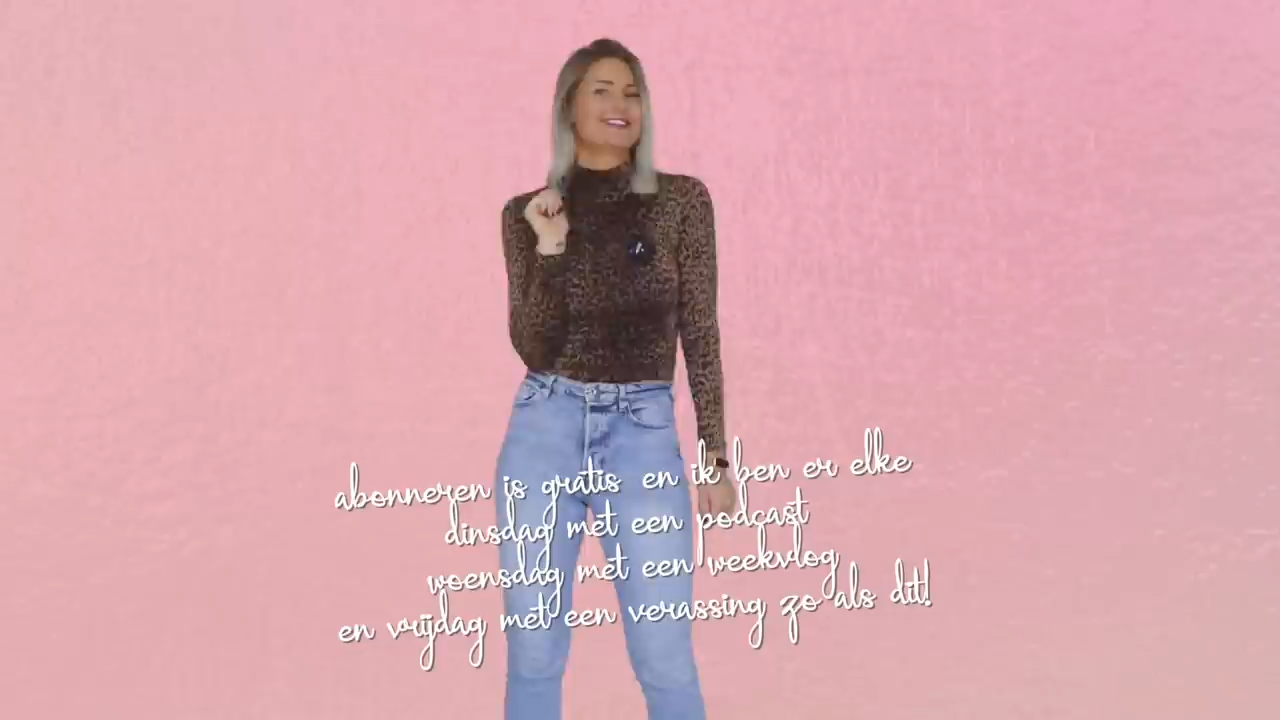 abonneren is gratis en ik ben er elke
dinsdag met een podcast
woensdag met een weekvlog
en vrijdag met een verassing zo als dit!